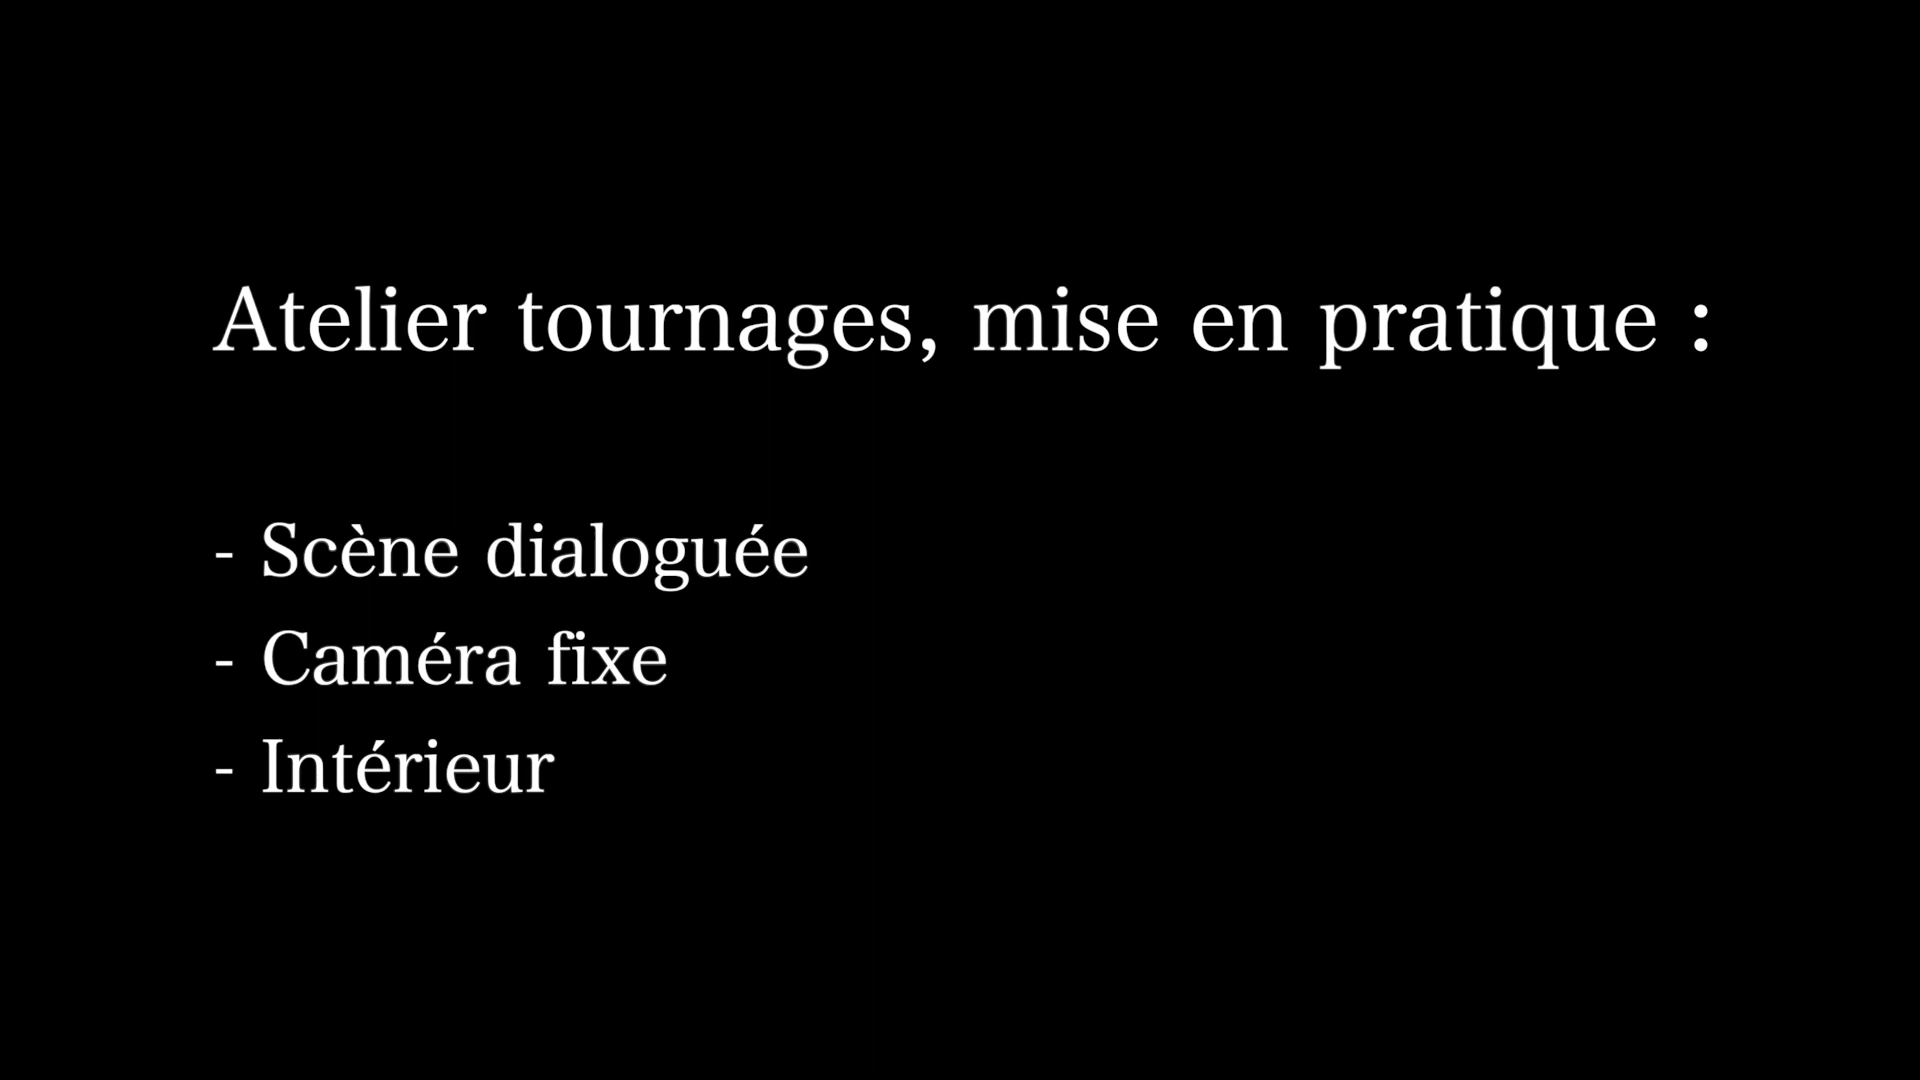 Atelier tournages, mise en pratique :
- Scène dialoguée
- Caméra fixe
- Intérieur